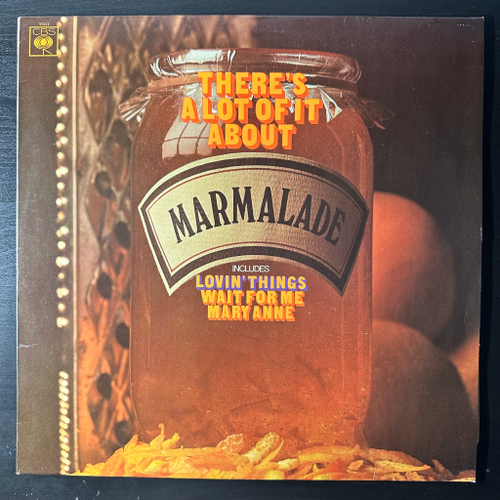 CBS
THERE'S
A LOT OF IT
ABOUT
MARMALADE
INCLUDES
LOVIN' THINGS
WAIT FOR ME
MARY ANNE